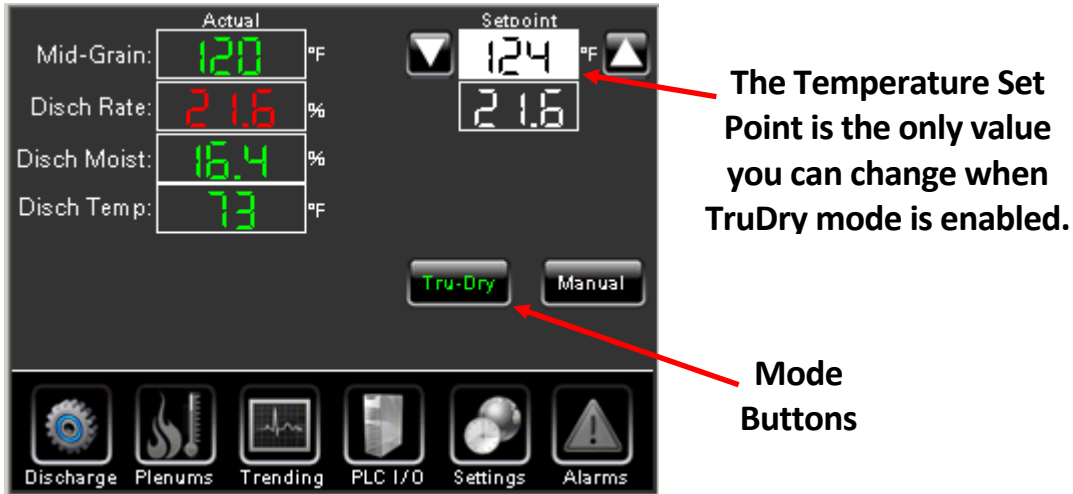 Actual
Setpoint
Mid-Grain: 120 °F
124 °F
Disch Rate: 21.6 %
21.6
Disch Moist: 16.4 %
Disch Temp: 73 °F
Tru-Dry
Manual
Discharge
Plenums
Trending
PLC I/O
Settings
Alarms
The Temperature Set
Point is the only value
you can change when
TruDry mode is enabled.
Mode
Buttons